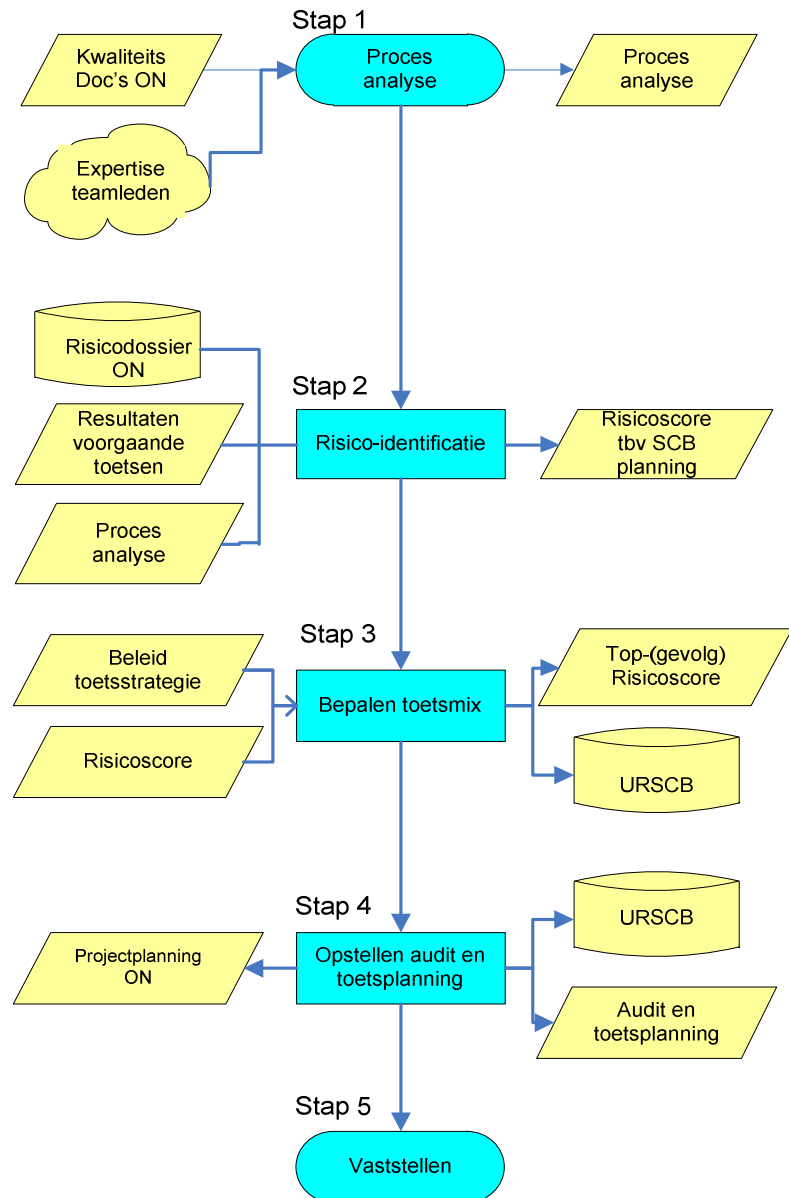 Stap 1
Kwaliteits
Doc's ON
Proces
analyse
Proces
analyse
Expertise
teamleden
Risicodossier
ON
Stap 2
Resultaten
voorgaande
toetsen
Risico-identificatie
Risicoscore
tbv SCB
planning
Proces
analyse
Stap 3
Beleid
toetsstrategie
Bepalen toetsmix
Top-(gevolg)
Risicoscore
Risicoscore
URSCB
Stap 4
URSCB
Projectplanning
ON
Opstellen audit en
toetsplanning
Audit en
toetsplanning
Stap 5
Vaststellen